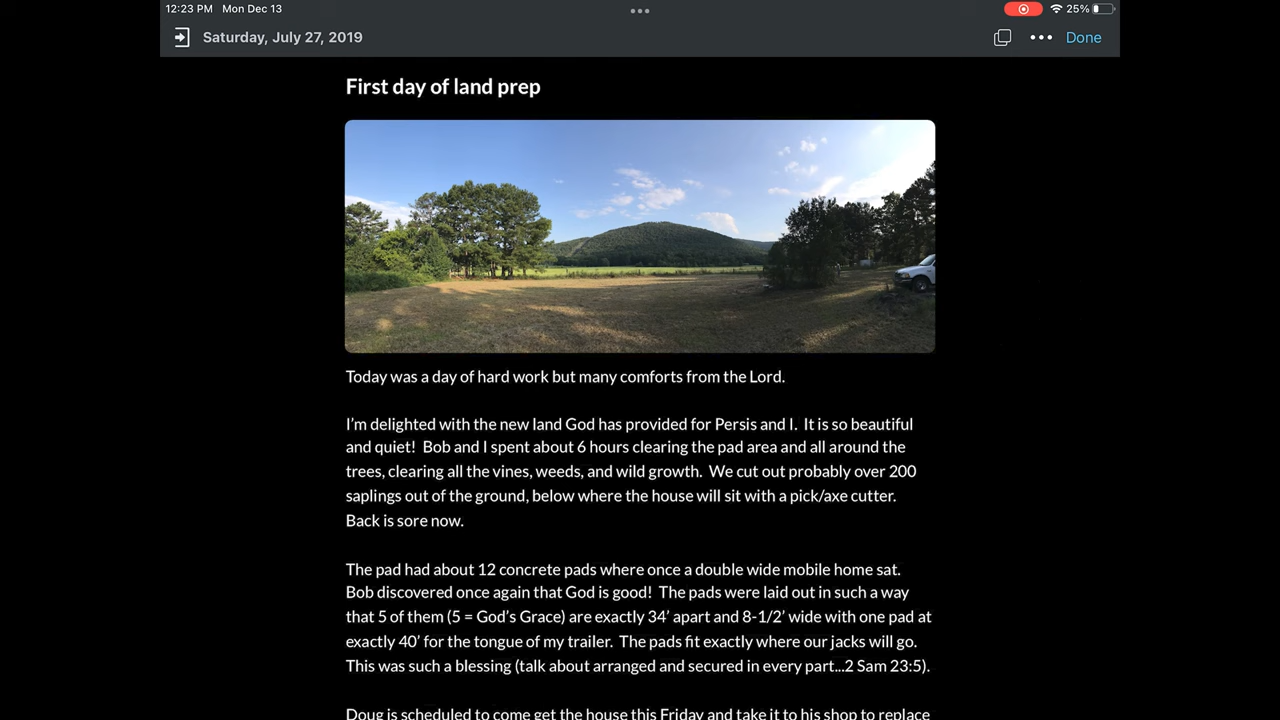 12:23 PM Mon Dec 13
25%
Saturday, July 27, 2019
Done
First day of land prep
Today was a day of hard work but many comforts from the Lord.
I'm delighted with the new land God has provided for Persis and I. It is so beautiful
and quiet! Bob and I spent about 6 hours clearing the pad area and all around the
trees, clearing all the vines, weeds, and wild growth. We cut out probably over 200
saplings out of the ground, below where the house will sit with a pick/axe cutter.
Back is sore now.
The pad had about 12 concrete pads where once a double wide mobile home sat.
Bob discovered once again that God is good! The pads were laid out in such a way
that 5 of them (5 = God's Grace) are exactly 34' apart and 8-1/2' wide with one pad at
exactly 40' for the tongue of my trailer. The pads fit exactly where our jacks will go.
This was such a blessing (talk about arranged and secured in every part...2 Sam 23:5).
Doug is scheduled to come get the house this Friday and take it to his shop to replace